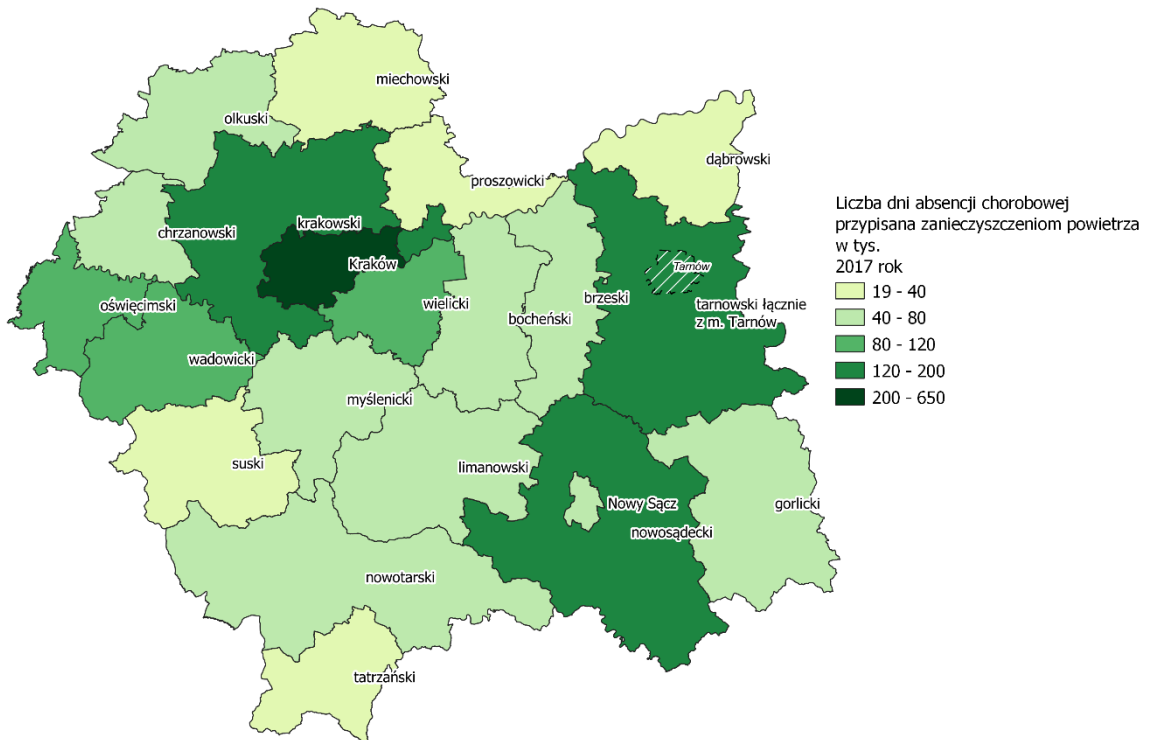 miechowski
olkuski
dąbrowski
proszowicki
krakowski
chrzanowski
Kraków
Tarnów
oświęcimski
wielicki
bocheński
brzeski
tarnowski łącznie
z m. Tarnów
wadowicki
myślenicki
suski
limanowski
Nowy Sącz
nowosądecki
gorlicki
nowotarski
tatrzański
Liczba dni absencji chorobowej
przypisana zanieczyszczeniom powietrza
w tys.
2017 rok
19 - 40
40 - 80
80 - 120
120 - 200
200 - 650